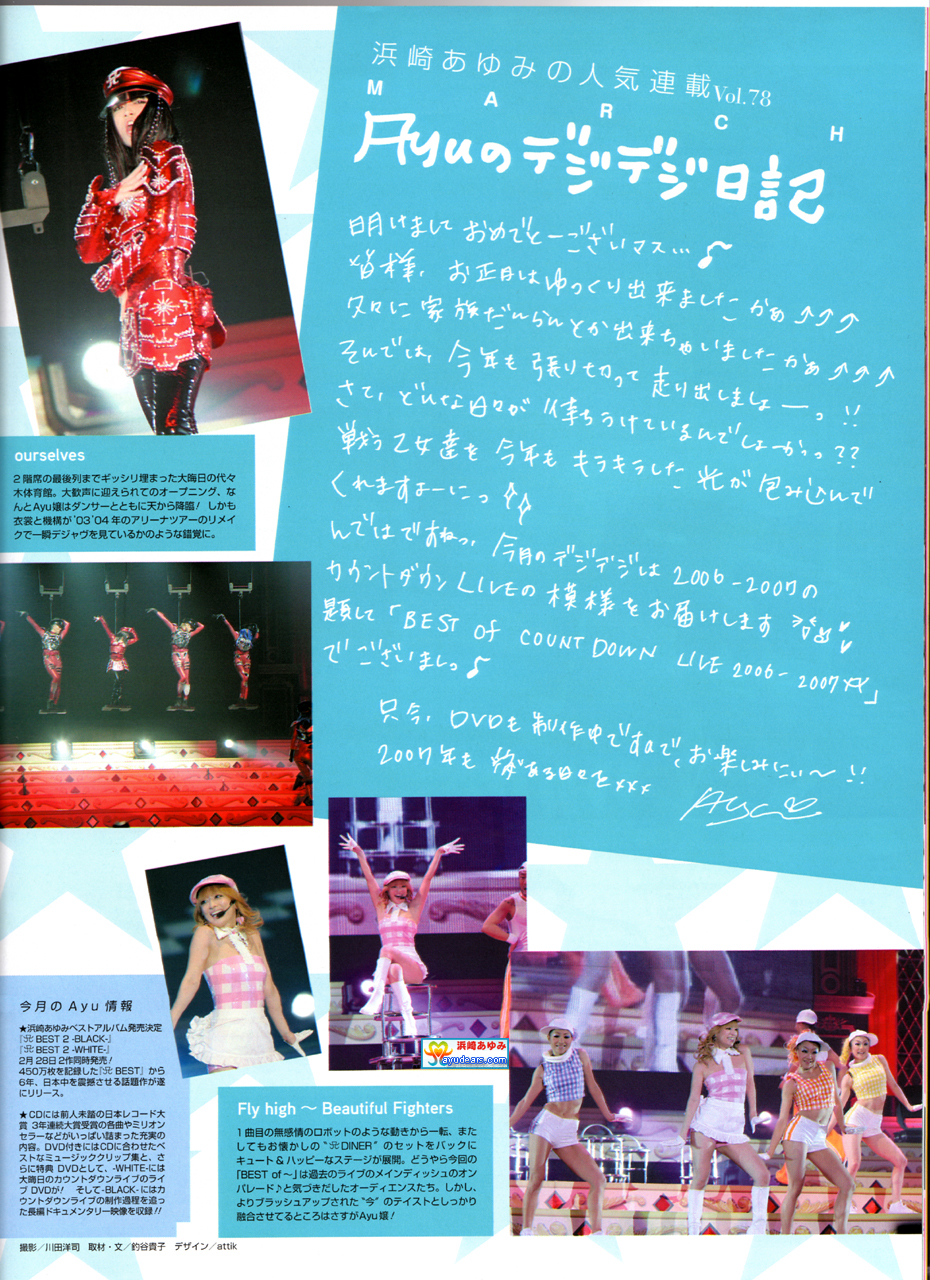 浜崎あゆみの人気連載 Vol.78
MARCH
Ayuのデジデジ日記
明けまして おめでとーございマス…♪
皆様、お正月はゆっくり出来ましたかぁ↗↗↗
久々に家族だんらんとか出来ちゃいましたかぁ↗↗↗
そんでは、今年も張り切って走り出しましょーっ!!
さて、どんな日々が待ちうけているんでしょーかっっ??
戦う乙女達を今年もキラキラした光が包み込んで
くれますよーにっ
んではですねっ、今月のデジデジは2006-2007の
カウントダウンLIVEの模様をお届けします
題して「BEST Of COUNT DOWN LIVE 2006-2007」
でございましっ♪
只今、DVDも制作中ですので、お楽しみにぃ〜!!
2007年も ある日々を×××
Ayu♡
ourselves
2階席の最後列までギッシリ埋まった大晦日の代々
木体育館。大歓声に迎えられてのオープニング、な
んとAyu嬢はダンサーとともに天から降臨! しかも
衣裳と機構が'03'04年のアリーナツアーのリメイ
クで一瞬デジャヴを見ているかのような錯覚に。
今月のAyu情報
★浜崎あゆみベストアルバム発売決定
『A BEST 2 -BLACK-』
『A BEST 2 -WHITE-』
2月28日2作同時発売!
450万枚を記録した『A BEST』から
6年、日本中を震撼させる話題作が遂
にリリース。
★CDには前人未踏の日本レコード大
賞 3年連続大賞受賞の各曲やミリオン
セラーなどがいっぱい詰まった充実の
内容。DVD付きにはCDに合わせたベ
ストなミュージッククリップ集と、さ
らに特典DVDとして、-WHITE-には
大晦日のカウントダウンライブのライ
ブDVDが! そして-BLACK-にはカ
ウントダウンライブの制作過程を追っ
た長編ドキュメンタリー映像を収録!!
浜崎あゆみ
ayudears.com
Fly high 〜 Beautiful Fighters
1曲目の無感情のロボットのような動きから一転、また
してもお懐かしの"A DINER"のセットをバックに
キュート&ハッピーなステージが展開。どうやら今回の
「BEST of〜」は過去のライブのメインディッシュのオン
パレード♪と気づきだしたオーディエンスたち。しかし、
よりブラッシュアップされた"今"のテイストとしっかり
融合させてるところはさすがAyu嬢!
撮影/川田洋司 取材・文/釣谷貴子 デザイン/attik